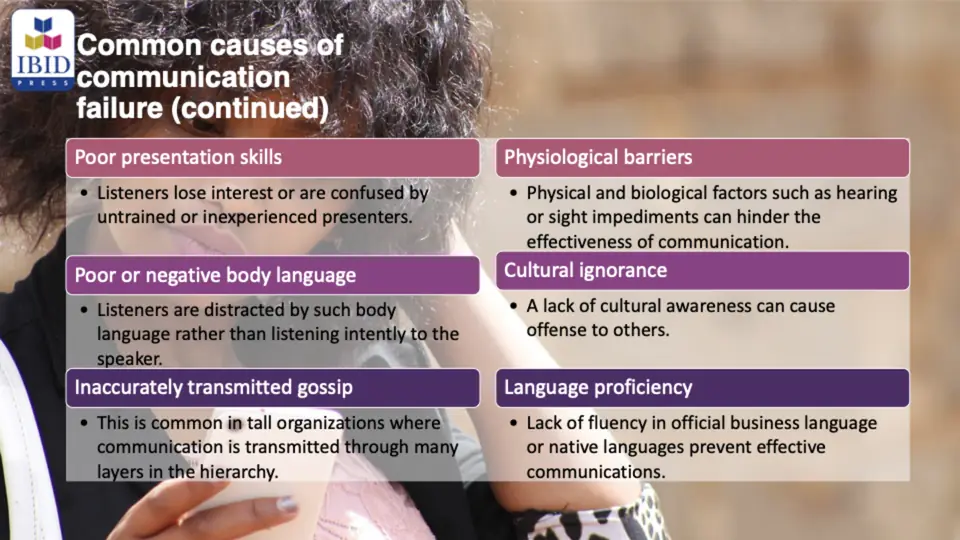 IBID
PRESS
Common causes of
communication
failure (continued)
Poor presentation skills
• Listeners lose interest or are confused by
untrained or inexperienced presenters.
Poor or negative body language
• Listeners are distracted by such body
language rather than listening intently to the
speaker.
Inaccurately transmitted gossip
• This is common in tall organizations where
communication is transmitted through many
layers in the hierarchy.
Physiological barriers
• Physical and biological factors such as hearing
or sight impediments can hinder the
effectiveness of communication.
Cultural ignorance
• A lack of cultural awareness can cause
offense to others.
Language proficiency
• Lack of fluency in official business language
or native languages prevent effective
communications.